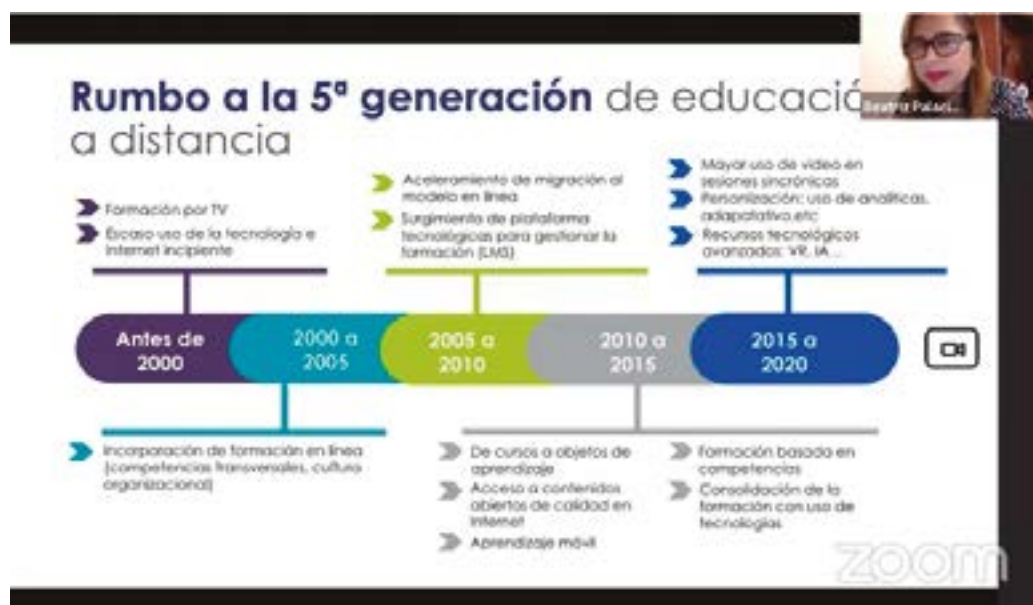 Rumbo a la 5ª generación de educació
a distancia
Beatriz Palaci...
Formación por TV
Escaso uso de la tecnología e
Internet incipiente
Aceleramiento de migración al
modelo en línea
Surgimiento de plataforma
tecnológicas para gestionar la
formación (LMS)
Mayor uso de video en
sesiones sincrónicas
Personización: uso de analíticas,
adapatativo,etc
Recursos tecnológicos
avanzados: VR, IA...
Antes de
2000
2000 a
2005
2005 a
2010
2010 a
2015
2015 a
2020
Incorporación de formación en línea
(competencias transversales, cultura
organizacional)
De cursos a objetos de
aprendizaje
Acceso a contenidos
abiertos de calidad en
Internet
Aprendizaje móvil
Formación basada en
competencias
Consolidación de la
formación con uso de
tecnologías
zoom